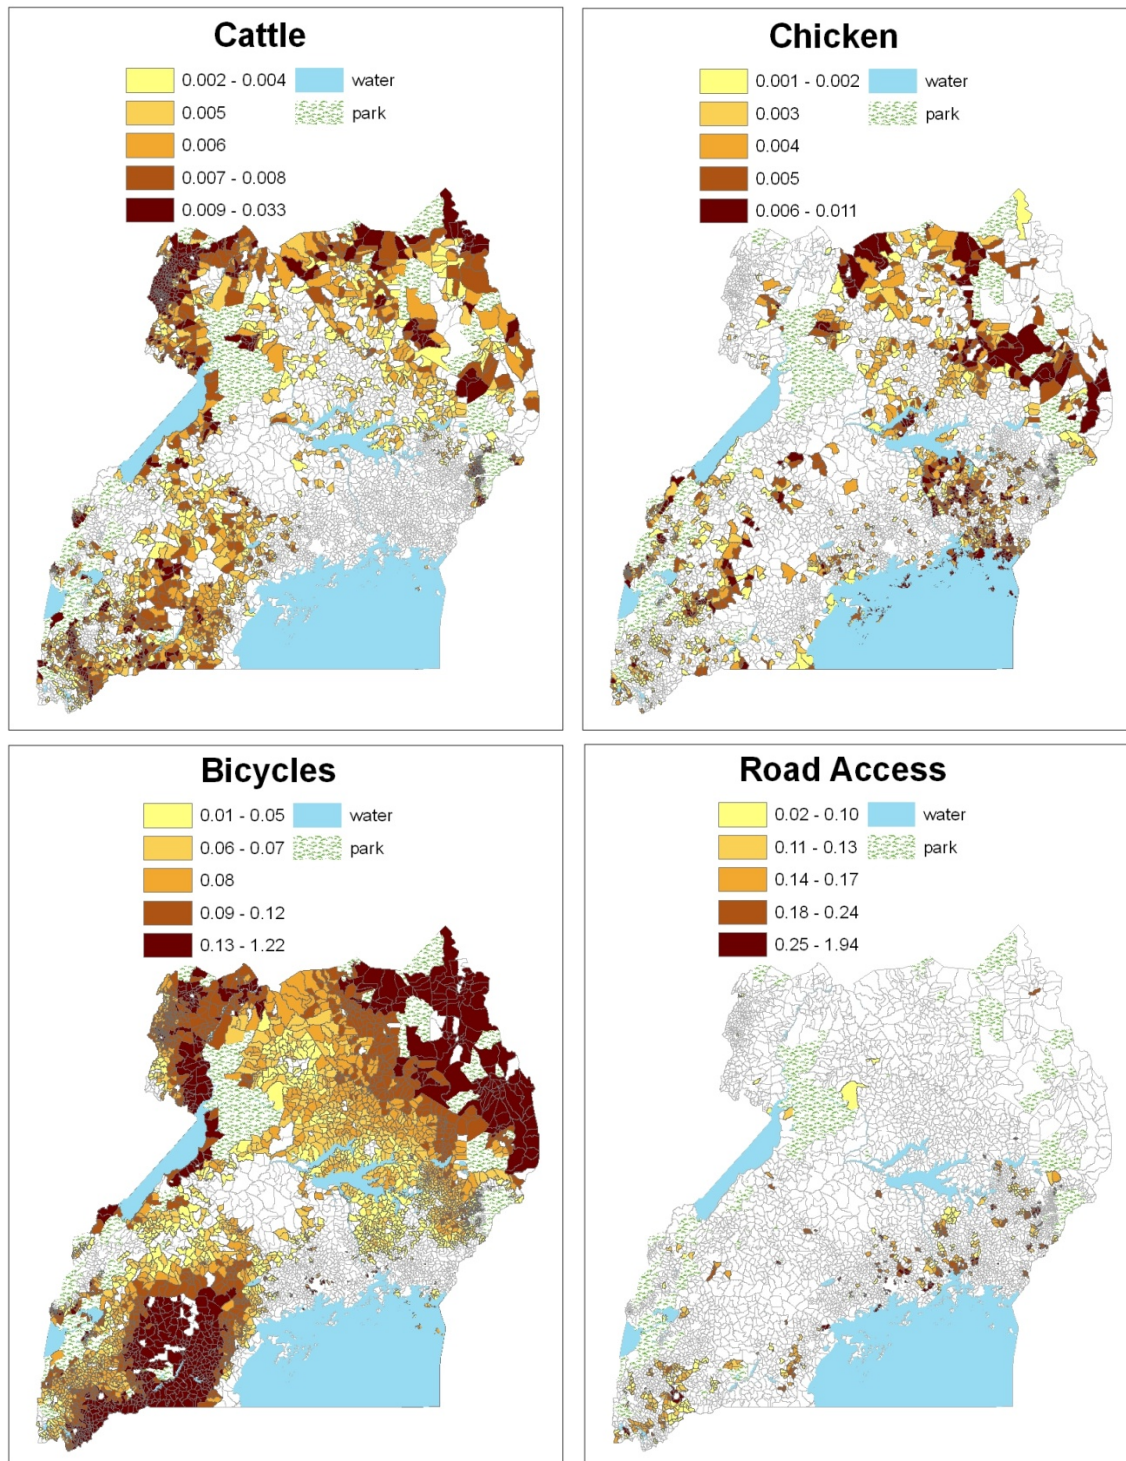 Cattle
0.002 - 0.004
water
0.005
park
0.006
0.007 - 0.008
0.009 - 0.033
Chicken
0.001 - 0.002
water
0.003
park
0.004
0.005
0.006 - 0.011
Bicycles
0.01 - 0.05
water
0.06 - 0.07
park
0.08
0.09 - 0.12
0.13 - 1.22
Road Access
0.02 - 0.10
water
0.11 - 0.13
park
0.14 - 0.17
0.18 - 0.24
0.25 - 1.94